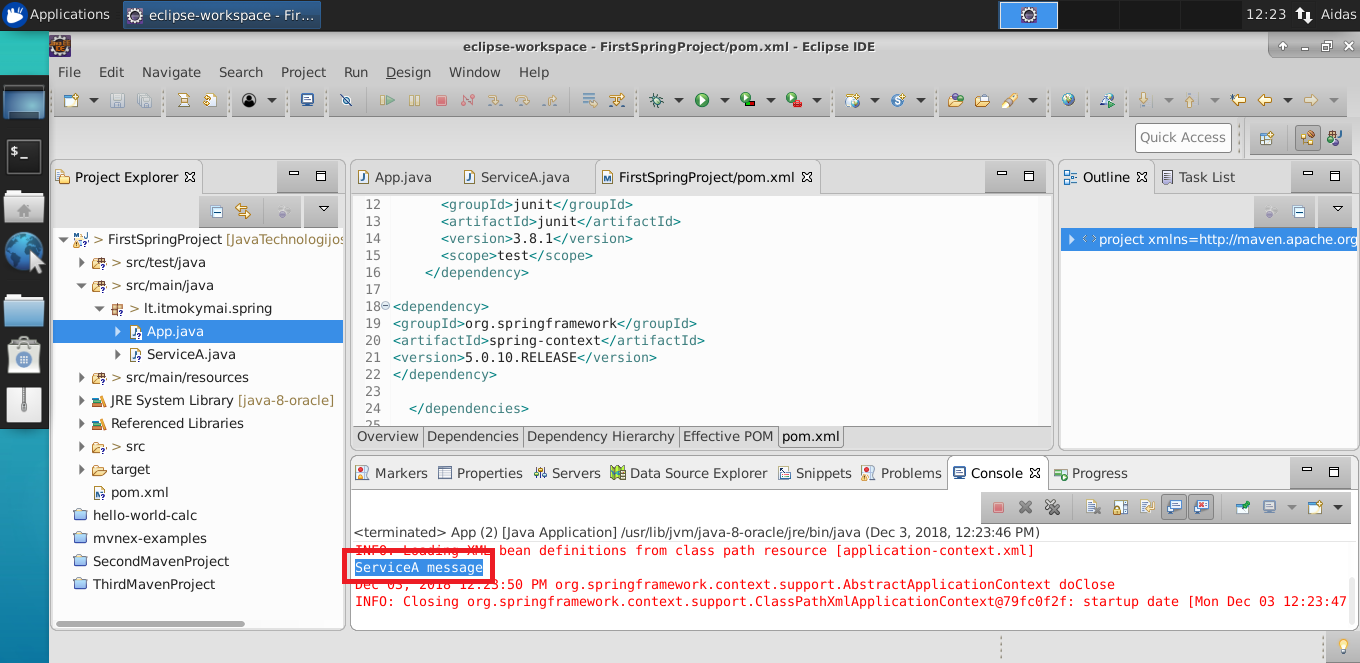 Applications
eclipse-workspace - Firs...
12:23
Aidas
eclipse-workspace - FirstSpringProject/pom.xml - Eclipse IDE
File Edit Navigate Search Project Run Design Window Help
Quick Access
Project Explorer
> FirstSpringProject [JavaTechnologijos
> src/test/java
> src/main/java
> lt.itmokymai.spring
App.java
ServiceA.java
> src/main/resources
JRE System Library [java-8-oracle]
Referenced Libraries
> src
target
pom.xml
hello-world-calc
mvnex-examples
SecondMavenProject
ThirdMavenProject
App.java ServiceA.java FirstSpringProject/pom.xml
12 <groupId>junit</groupId>
13 <artifactId>junit</artifactId>
14 <version>3.8.1</version>
15 <scope>test</scope>
16 </dependency>
17
18 <dependency>
19 <groupId>org.springframework</groupId>
20 <artifactId>spring-context</artifactId>
21 <version>5.0.10.RELEASE</version>
22 </dependency>
23
24 </dependencies>
25
Overview Dependencies Dependency Hierarchy Effective POM pom.xml
Outline Task List
project xmlns=http://maven.apache.org
Markers Properties Servers Data Source Explorer Snippets Problems Console Progress
<terminated> App (2) [Java Application] /usr/lib/jvm/java-8-oracle/jre/bin/java (Dec 3, 2018, 12:23:46 PM)
INFO: Loading XML bean definitions from class path resource [application-context.xml]
ServiceA message
Dec 03, 2018 12:23:50 PM org.springframework.context.support.AbstractApplicationContext doClose
INFO: Closing org.springframework.context.support.ClassPathXmlApplicationContext@79fc0f2f: startup date [Mon Dec 03 12:23:47